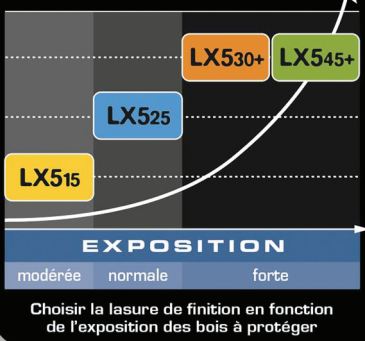 LX530+ LX545+
LX525
LX515
EXPOSITION
modérée normale forte
Choisir la lasure de finition en fonction
de l'exposition des bois à protéger